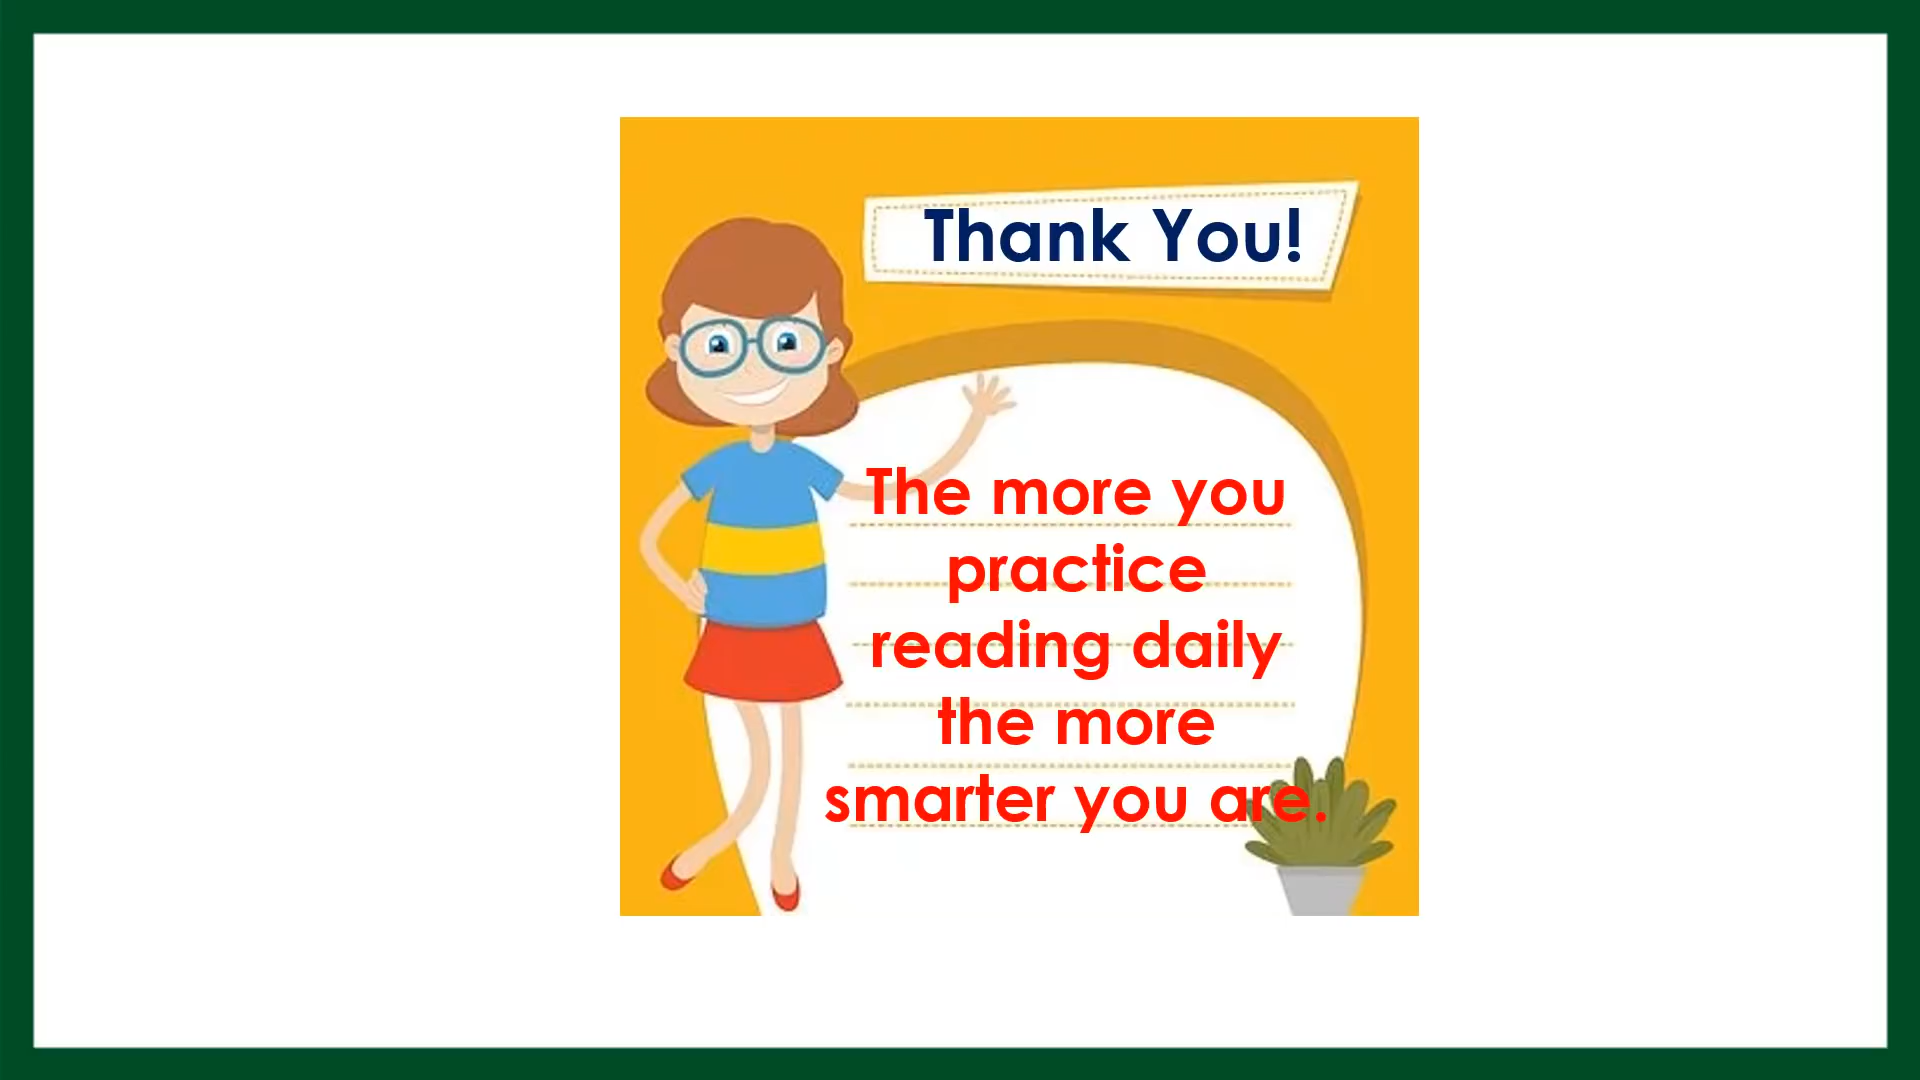 Thank You!
The more you
practice
reading daily
the more
smarter you are.